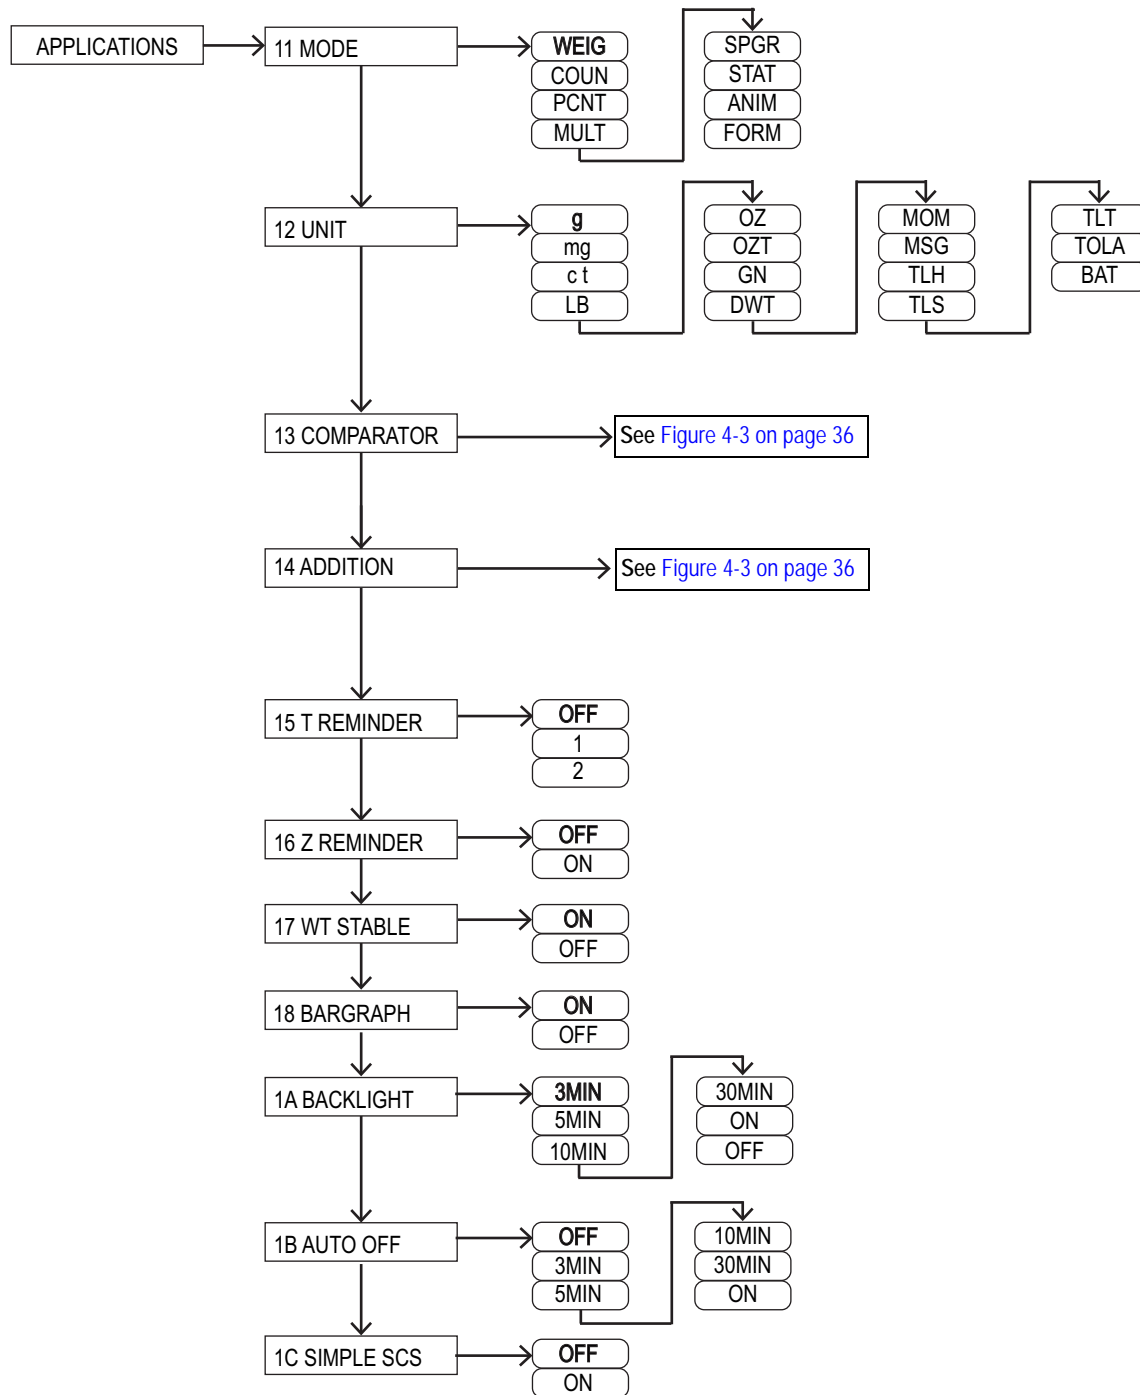 APPLICATIONS
11 MODE
WEIG
COUN
PCNT
MULT
SPGR
STAT
ANIM
FORM
12 UNIT
g
mg
c t
LB
OZ
OZT
GN
DWT
MOM
MSG
TLH
TLS
TLT
TOLA
BAT
13 COMPARATOR
See Figure 4-3 on page 36
14 ADDITION
See Figure 4-3 on page 36
15 T REMINDER
OFF
1
2
16 Z REMINDER
OFF
ON
17 WT STABLE
ON
OFF
18 BARGRAPH
ON
OFF
1A BACKLIGHT
3MIN
5MIN
10MIN
30MIN
ON
OFF
1B AUTO OFF
OFF
3MIN
5MIN
10MIN
30MIN
ON
1C SIMPLE SCS
OFF
ON